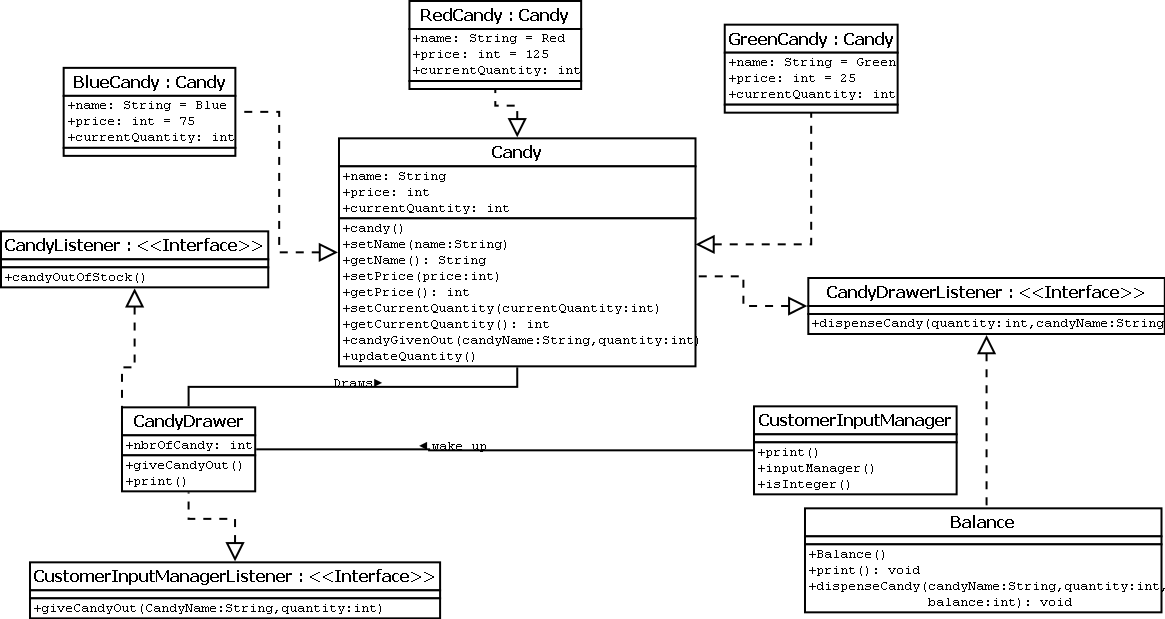 RedCandy : Candy
+name: String = Red
+price: int = 125
+currentQuantity: int
GreenCandy : Candy
+name: String = Green
+price: int = 25
+currentQuantity: int
BlueCandy : Candy
+name: String = Blue
+price: int = 75
+currentQuantity: int
Candy
+name: String
+price: int
+currentQuantity: int
+candy()
+setName(name:String)
+getName(): String
+setPrice(price:int)
+getPrice(): int
+setCurrentQuantity(currentQuantity:int)
+getCurrentQuantity(): int
+candyGivenOut(candyName:String,quantity:int)
+updateQuantity()
CandyListener : <<Interface>>
+candyOutOfStock()
CandyDrawerListener : <<Interface>>
+dispenseCandy(quantity:int,candyName:String
Draws
CandyDrawer
+nbrOfCandy: int
+giveCandyOut()
+print()
wake up
CustomerInputManager
+print()
+inputManager()
+isInteger()
Balance
+Balance()
+print(): void
+dispenseCandy(candyName:String,quantity:int,
balance:int): void
CustomerInputManagerListener : <<Interface>>
+giveCandyOut(CandyName:String,quantity:int)